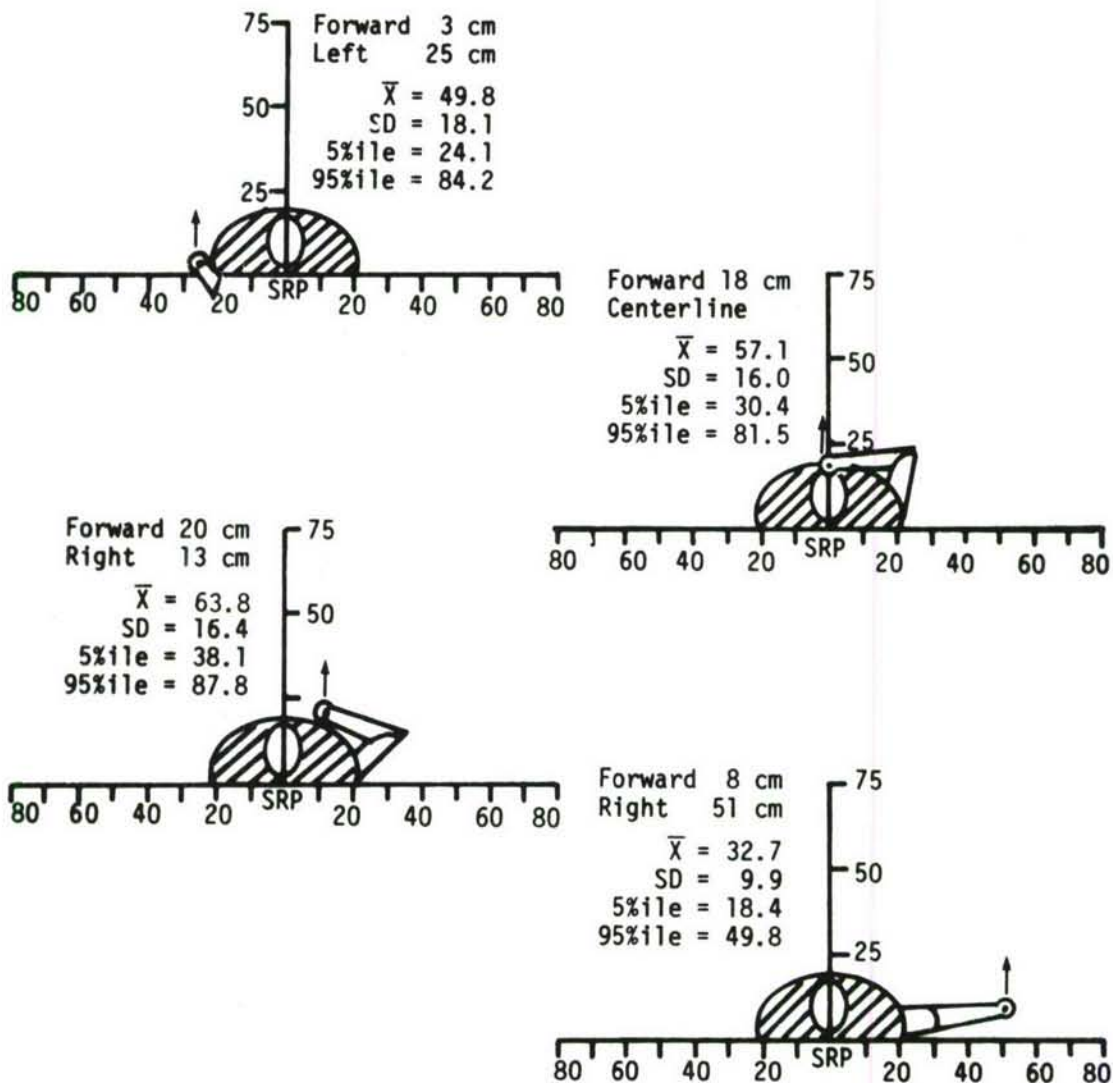 75
Forward 3 cm
Left 25 cm
50
X̄ = 49.8
SD = 18.1
5%ile = 24.1
25
95%ile = 84.2
80 60 40 20 SRP 20 40 60 80
Forward 18 cm
75
Centerline
X̄ = 57.1
50
SD = 16.0
5%ile = 30.4
95%ile = 81.5
25
80 60 40 20 SRP 20 40 60 80
Forward 20 cm
75
Right 13 cm
X̄ = 63.8
50
SD = 16.4
5%ile = 38.1
95%ile = 87.8
80 60 40 20 SRP 20 40 60 80
Forward 8 cm
75
Right 51 cm
X̄ = 32.7
50
SD = 9.9
5%ile = 18.4
95%ile = 49.8
25
80 60 40 20 SRP 20 40 60 80